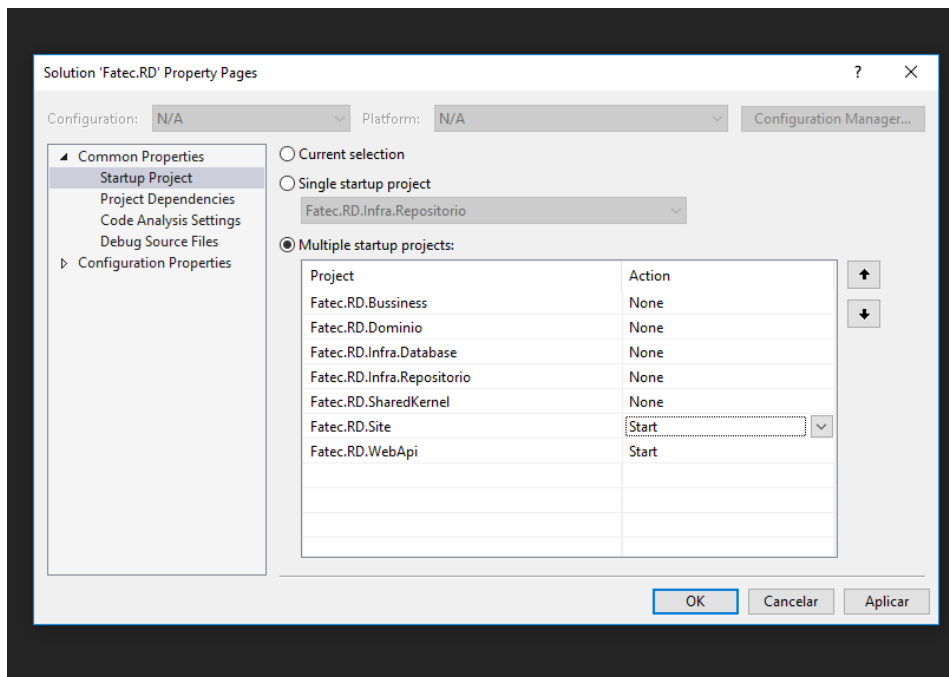 Solution 'Fatec.RD' Property Pages ?
Configuration: N/A Platform: N/A Configuration Manager...
Common Properties
Startup Project
Project Dependencies
Code Analysis Settings
Debug Source Files
Configuration Properties
Current selection
Single startup project
Fatec.RD.Infra.Repositorio
Multiple startup projects:
Project Action
Fatec.RD.Bussiness None
Fatec.RD.Dominio None
Fatec.RD.Infra.Database None
Fatec.RD.Infra.Repositorio None
Fatec.RD.SharedKernel None
Fatec.RD.Site Start
Fatec.RD.WebApi Start
OK Cancelar Aplicar